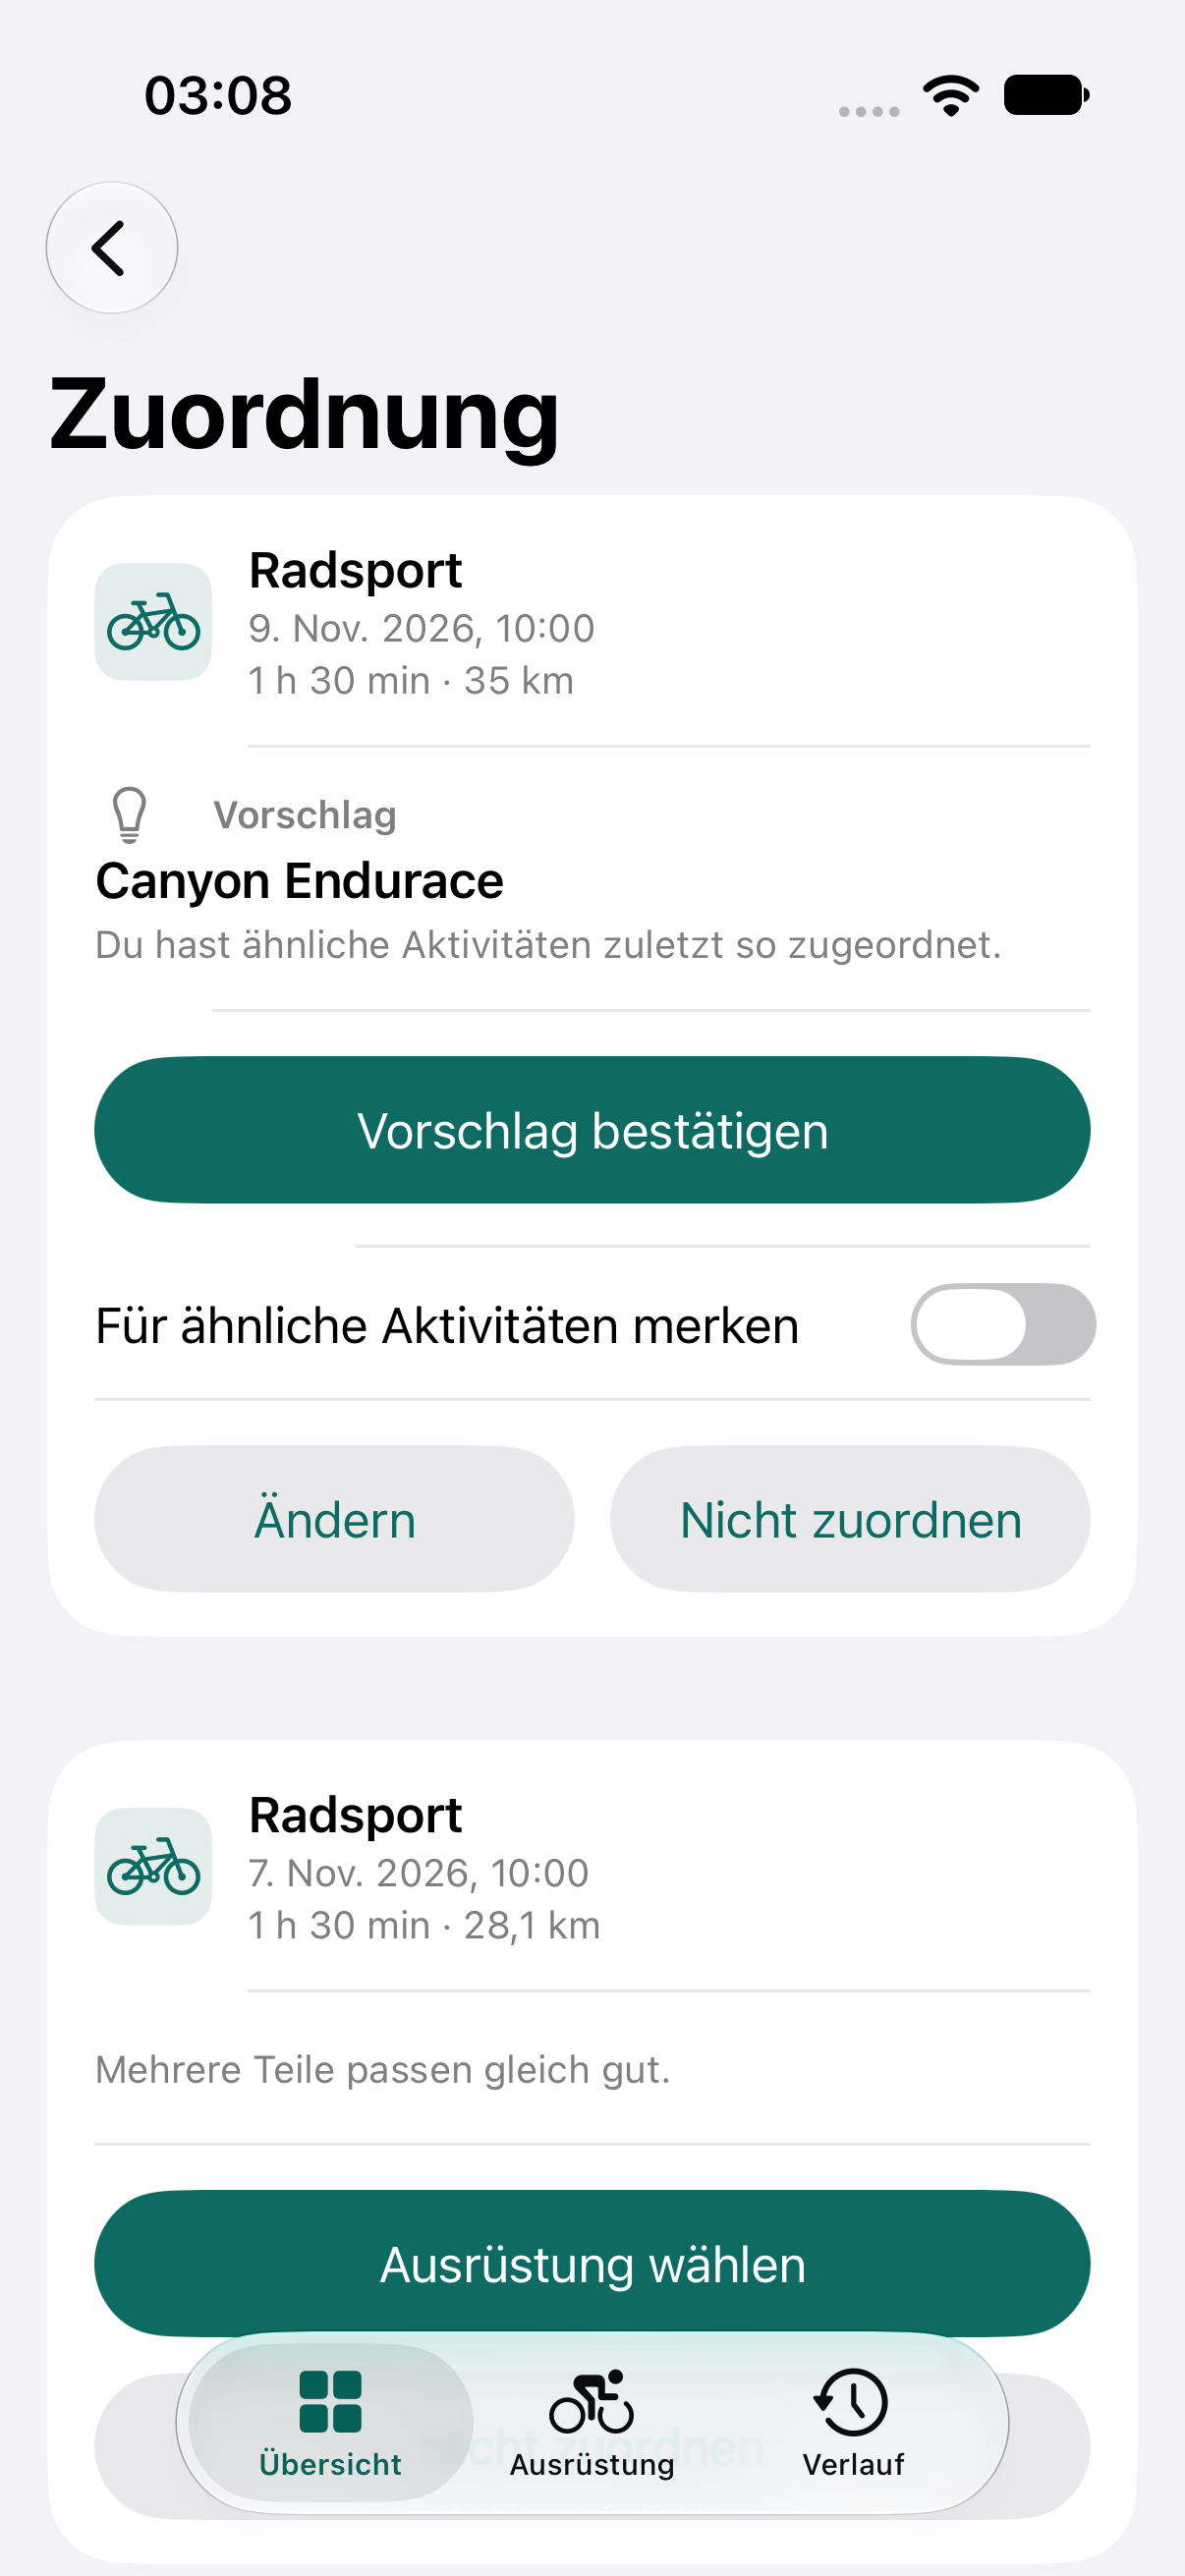 03:08
Zuordnung
Radsport
9. Nov. 2026, 10:00
1 h 30 min · 35 km
Vorschlag
Canyon Endurace
Du hast ähnliche Aktivitäten zuletzt so zugeordnet.
Vorschlag bestätigen
Für ähnliche Aktivitäten merken
Ändern
Nicht zuordnen
Radsport
7. Nov. 2026, 10:00
1 h 30 min · 28,1 km
Mehrere Teile passen gleich gut.
Ausrüstung wählen
Übersicht
Ausrüstung
Verlauf